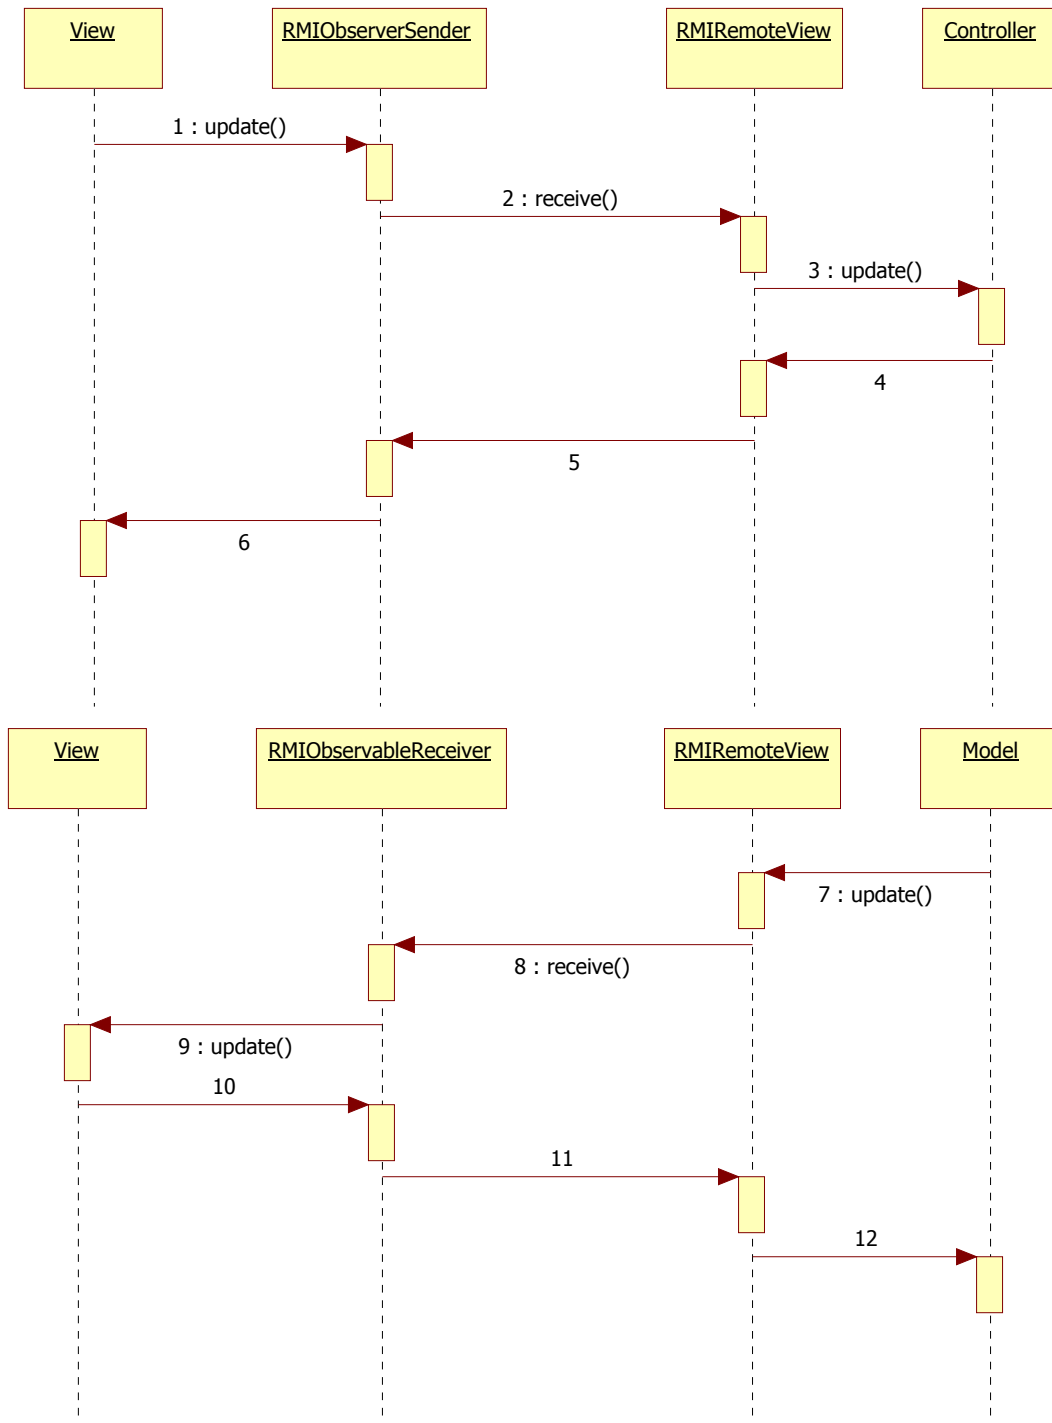 View
RMIObserverSender
RMIRemoteView
Controller
1 : update()
2 : receive()
3 : update()
4
5
6
View
RMIObservableReceiver
RMIRemoteView
Model
7 : update()
8 : receive()
9 : update()
10
11
12